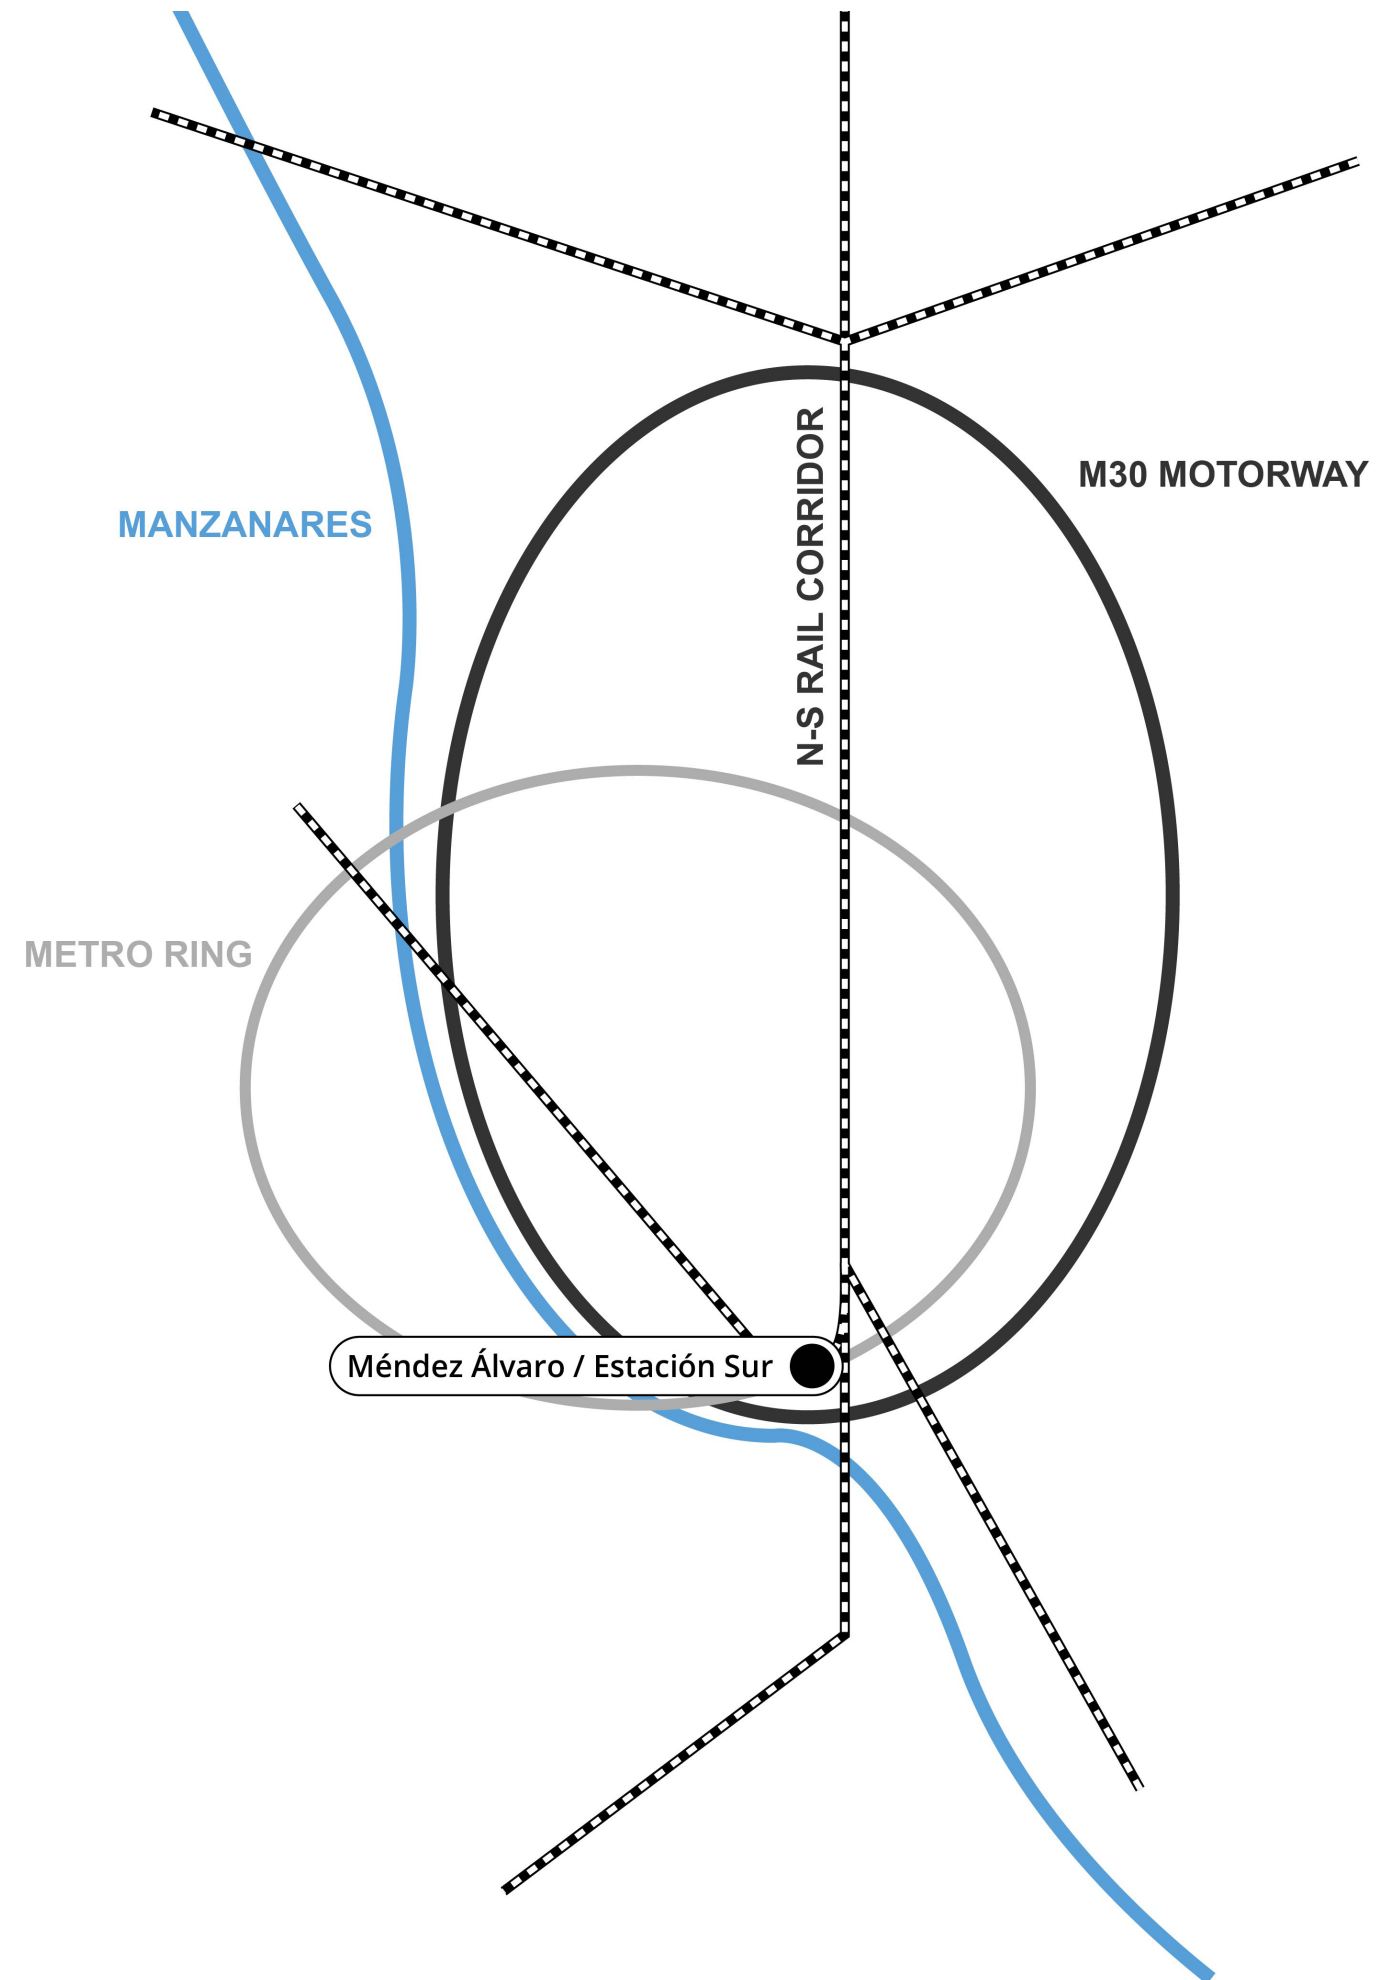 N-S RAIL CORRIDOR
M30 MOTORWAY
MANZANARES
METRO RING
Méndez Álvaro / Estación Sur